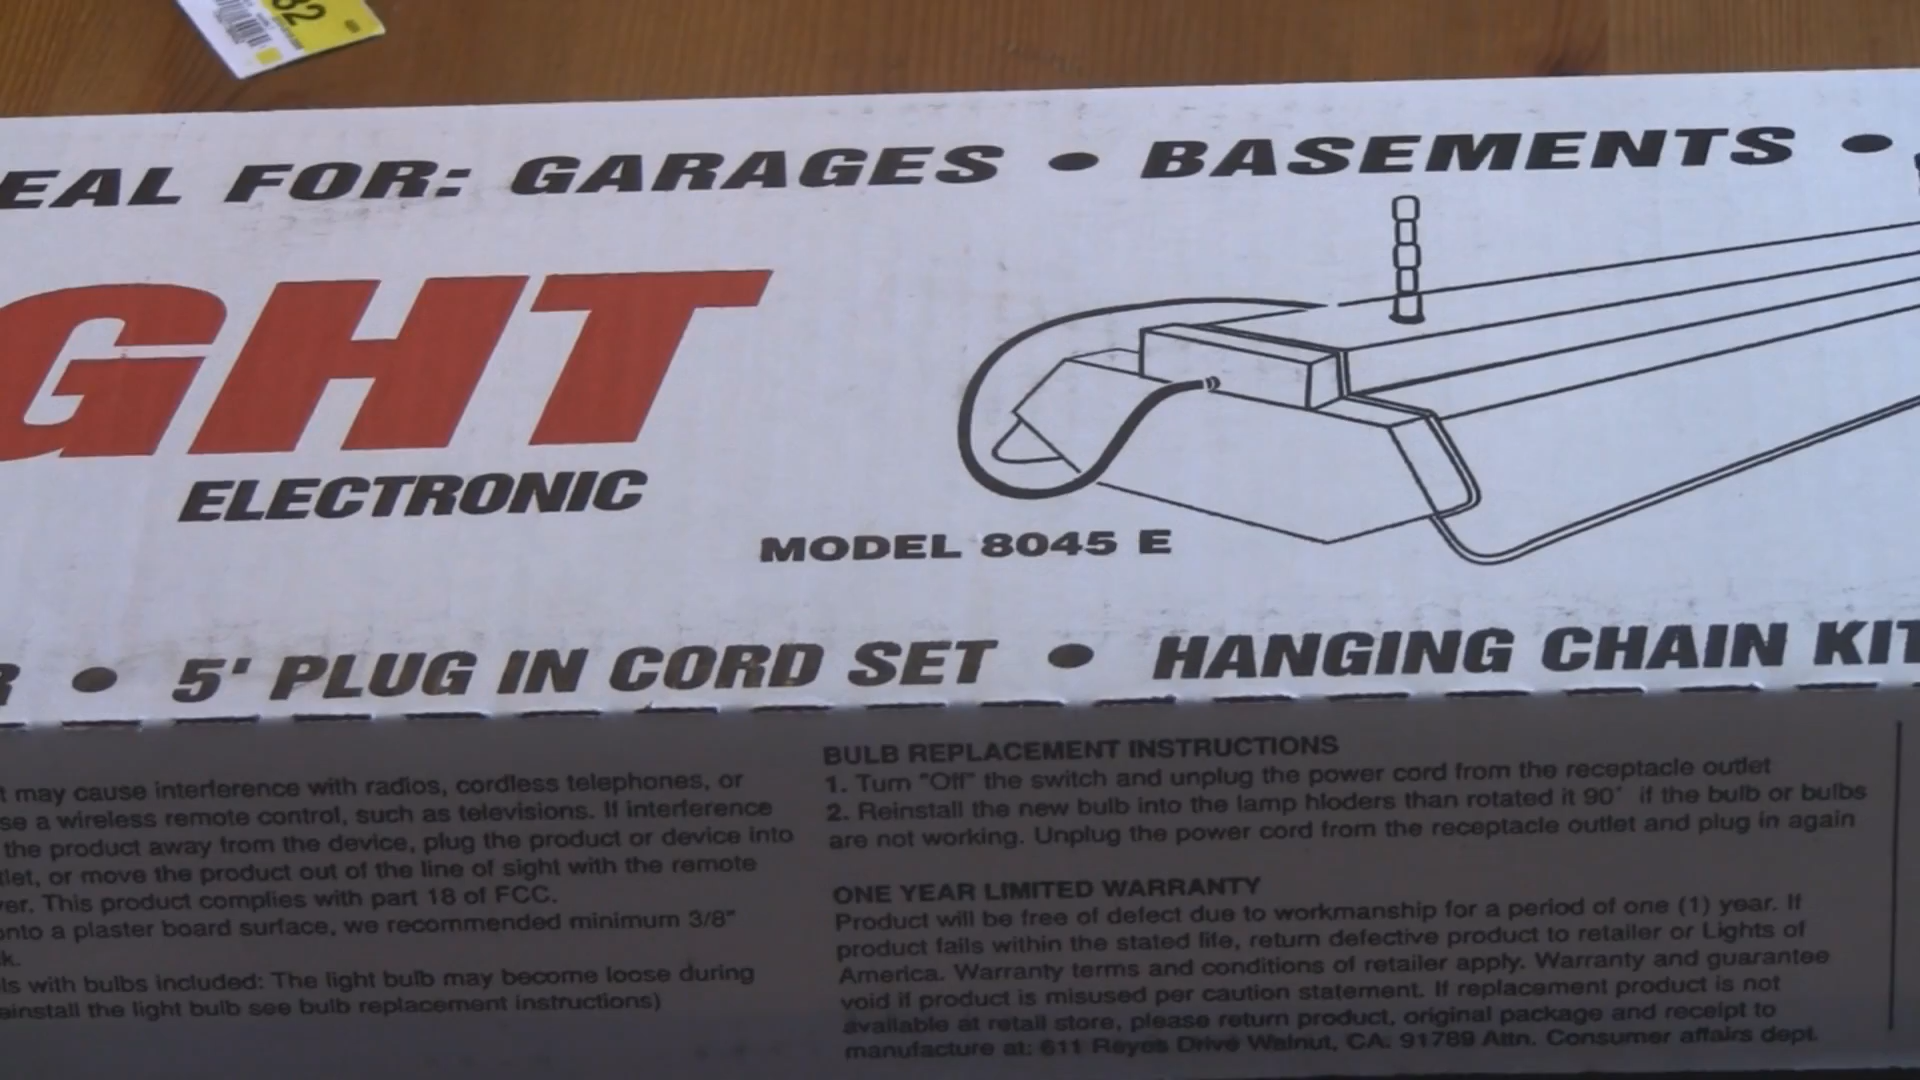 82
EAL FOR: GARAGES • BASEMENTS •
GHT
ELECTRONIC
MODEL 8045 E
R • 5' PLUG IN CORD SET • HANGING CHAIN KIT
t may cause interference with radios, cordless telephones, or
se a wireless remote control, such as televisions. If interference
the product away from the device, plug the product or device into
tlet, or move the product out of the line of sight with the remote
ver. This product complies with part 18 of FCC.
onto a plaster board surface, we recommended minimum 3/8"
k.
ls with bulbs included: The light bulb may become loose during
einstall the light bulb see bulb replacement instructions)
BULB REPLACEMENT INSTRUCTIONS
1. Turn "Off" the switch and unplug the power cord from the receptacle outlet
2. Reinstall the new bulb into the lamp hloders than rotated it 90° if the bulb or bulbs
are not working. Unplug the power cord from the receptacle outlet and plug in again
ONE YEAR LIMITED WARRANTY
Product will be free of defect due to workmanship for a period of one (1) year. If
product fails within the stated life, return defective product to retailer or Lights of
America. Warranty terms and conditions of retailer apply. Warranty and guarantee
void if product is misused per caution statement. If replacement product is not
available at retail store, please return product, original package and receipt to
manufacture at: 611 Reyes Drive Walnut, CA. 91789 Attn. Consumer affairs dept.